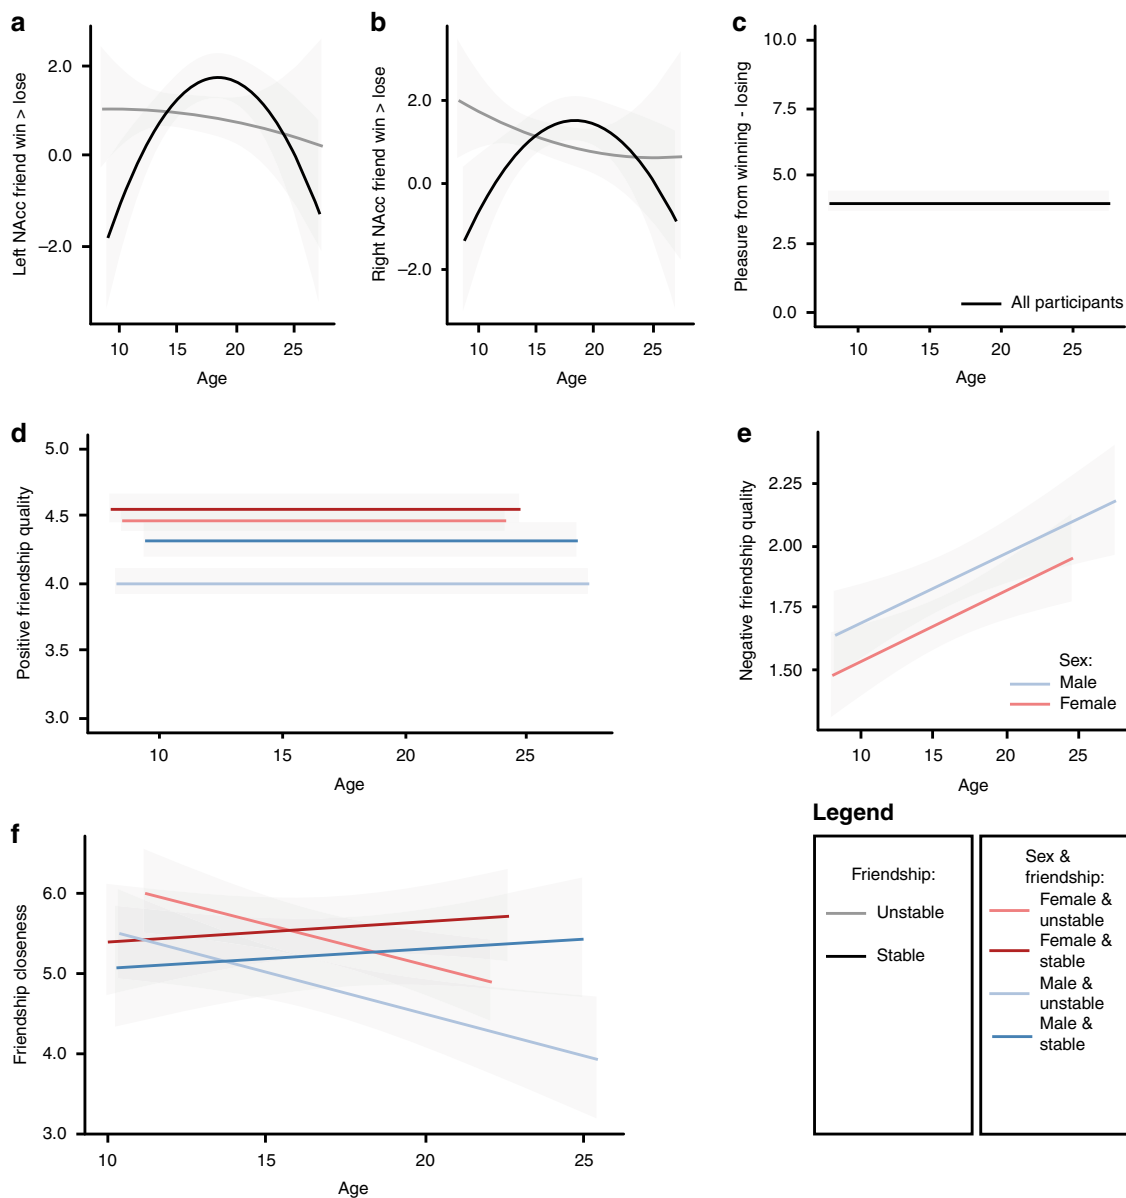 a
Left NAcc friend win > lose
2.0
0.0
−2.0
10 15 20 25
Age
b
Right NAcc friend win > lose
2.0
0.0
−2.0
10 15 20 25
Age
c
Pleasure from winning - losing
10.0
7.5
5.0
2.5
0.0
All participants
10 15 20 25
Age
d
Positive friendship quality
5.0
4.5
4.0
3.5
3.0
10 15 20 25
Age
e
Negative friendship quality
2.25
2.00
1.75
1.50
Sex:
Male
Female
10 15 20 25
Age
f
Friendship closeness
6.0
5.0
4.0
3.0
10 15 20 25
Age
Legend
Friendship:
Unstable
Stable
Sex &
friendship:
Female &
unstable
Female &
stable
Male &
unstable
Male &
stable